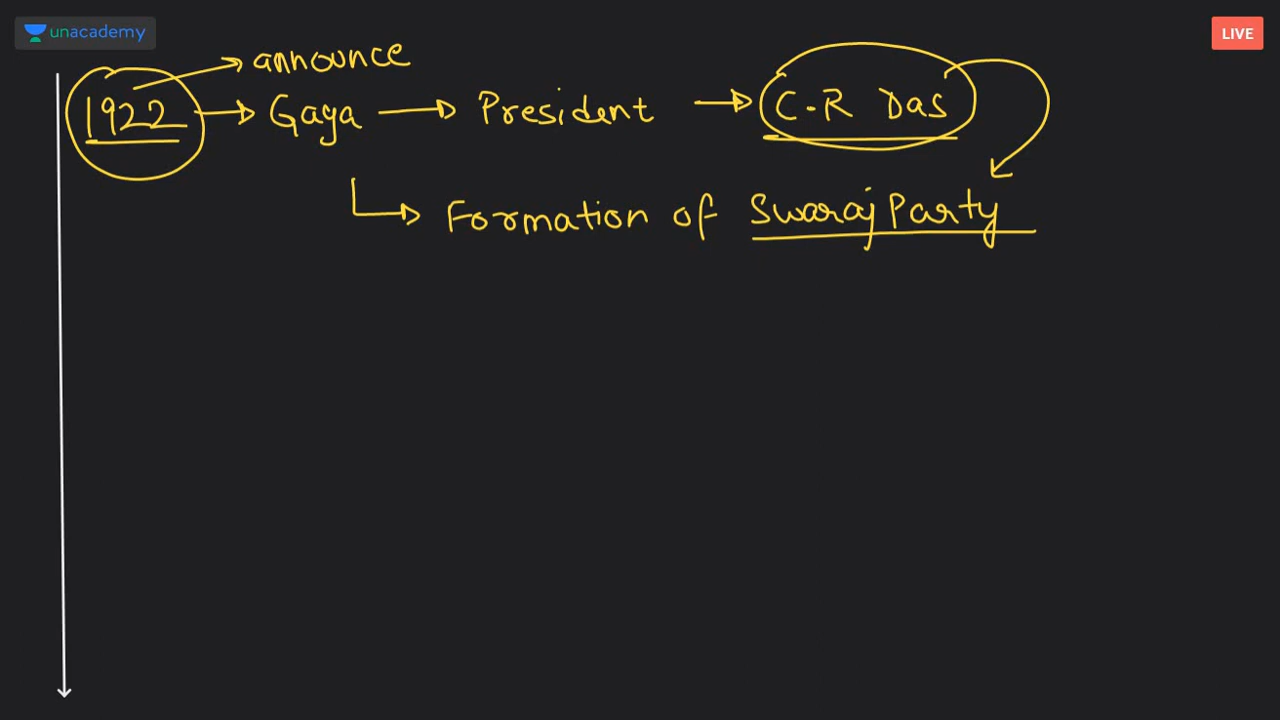 unacademy
LIVE
announce
1922 → Gaya → President → C-R Das
Formation of Swaraj Party